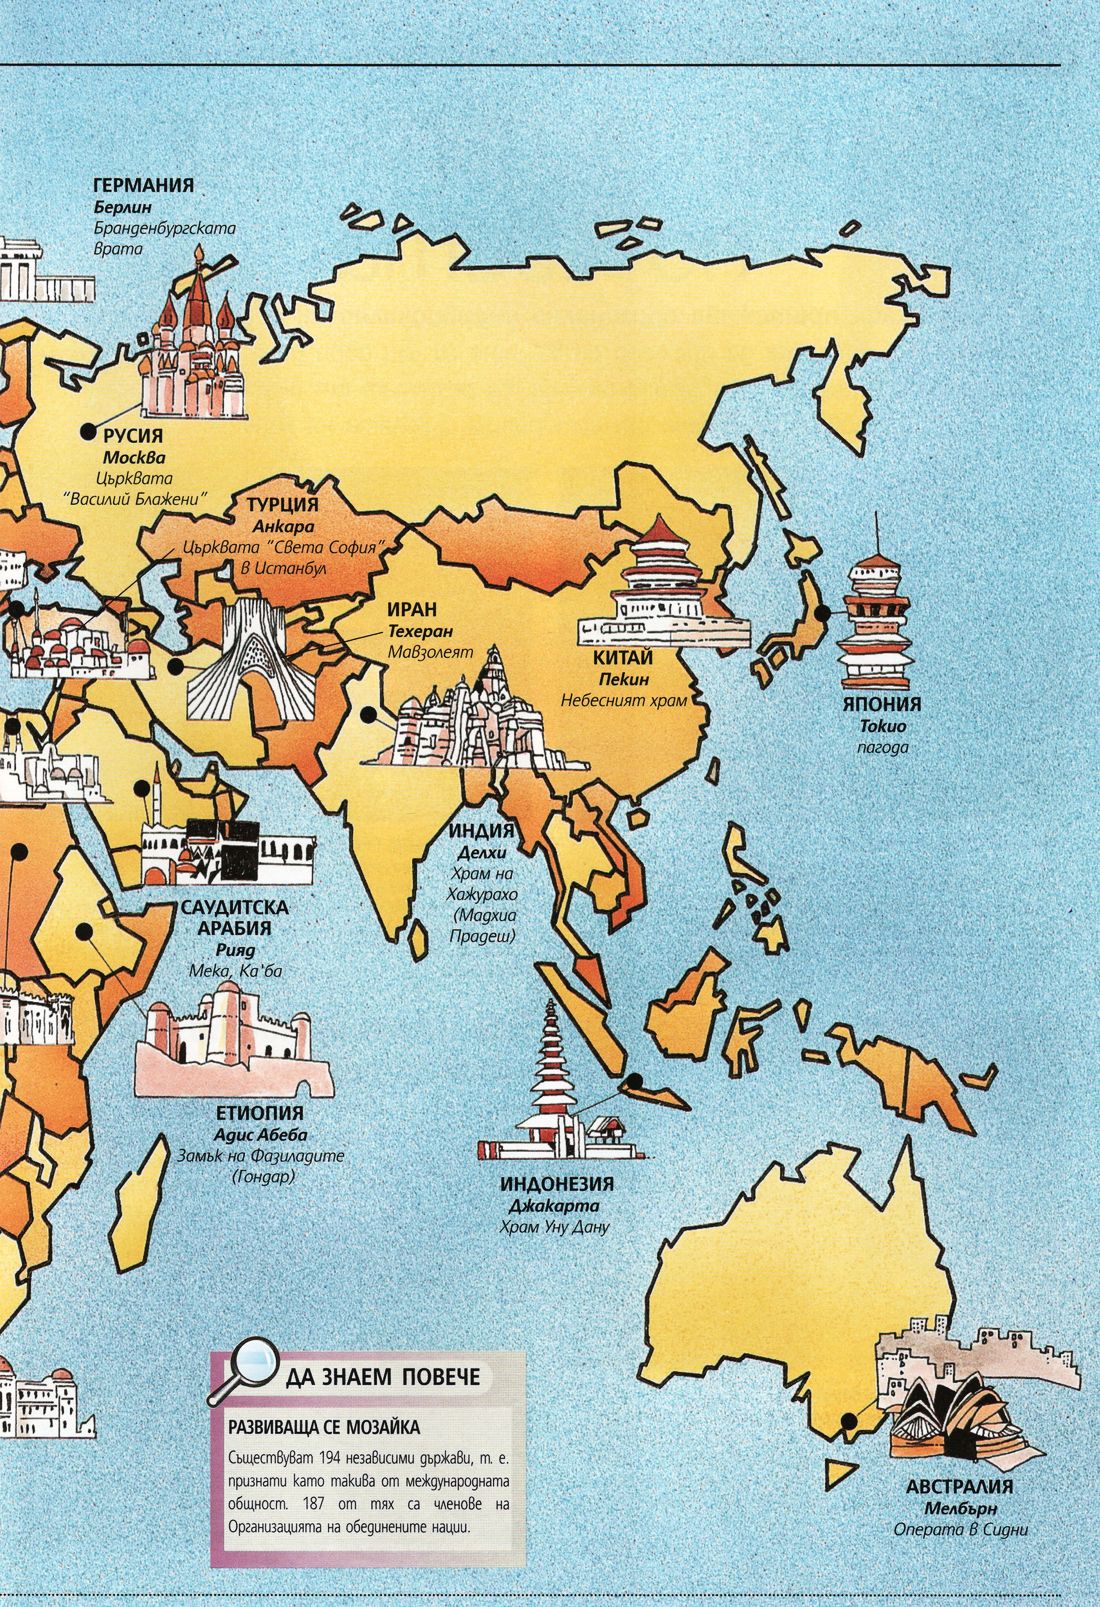 ГЕРМАНИЯ
Берлин
Бранденбургската
врата
РУСИЯ
Москва
Църквата
“Василий Блажени”
ТУРЦИЯ
Анкара
Църквата “Света София”
в Истанбул
ИРАН
Техеран
Мавзолеят
КИТАЙ
Пекин
Небесният храм
ЯПОНИЯ
Токио
пагода
ИНДИЯ
Делхи
Храм на
Хажурахо
(Мадхиа
Прадеш)
САУДИТСКА
АРАБИЯ
Рияд
Мека, Ка'ба
ЕТИОПИЯ
Адис Абеба
Замък на Фазиладите
(Гондар)
ИНДОНЕЗИЯ
Джакарта
Храм Уну Дану
АВСТРАЛИЯ
Мелбърн
Операта в Сидни
ДА ЗНАЕМ ПОВЕЧЕ
РАЗВИВАЩА СЕ МОЗАЙКА
Съществуват 194 независими държави, т. е.
признати като такива от международната
общност. 187 от тях са членове на
Организацията на обединените нации.